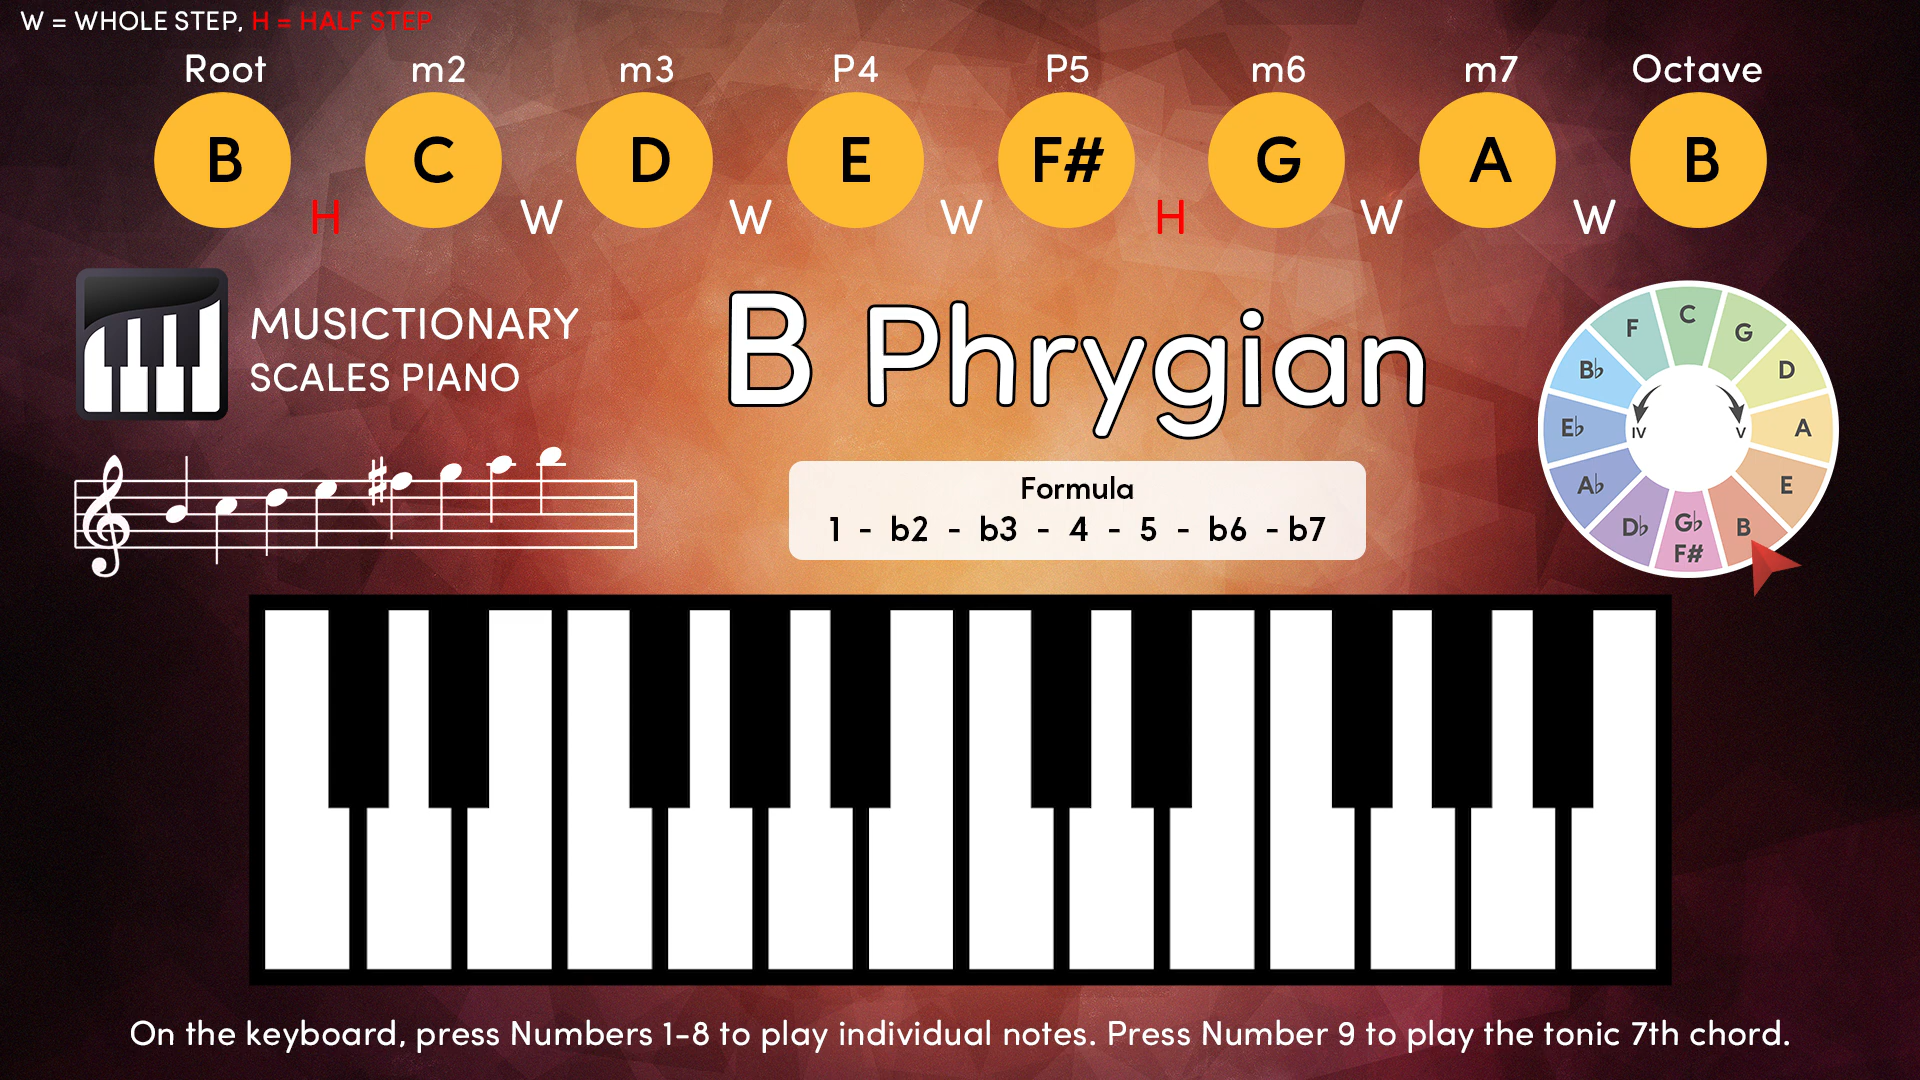 W = WHOLE STEP, H = HALF STEP
Root m2 m3 P4 P5 m6 m7 Octave
B C D E F# G A B
H W W W H W W
MUSICTIONARY
SCALES PIANO
B Phrygian
Formula
1 - b2 - b3 - 4 - 5 - b6 - b7
C
G
D
A
E
B
G♭
F#
D♭
A♭
E♭
B♭
F
IV
V
On the keyboard, press Numbers 1-8 to play individual notes. Press Number 9 to play the tonic 7th chord.